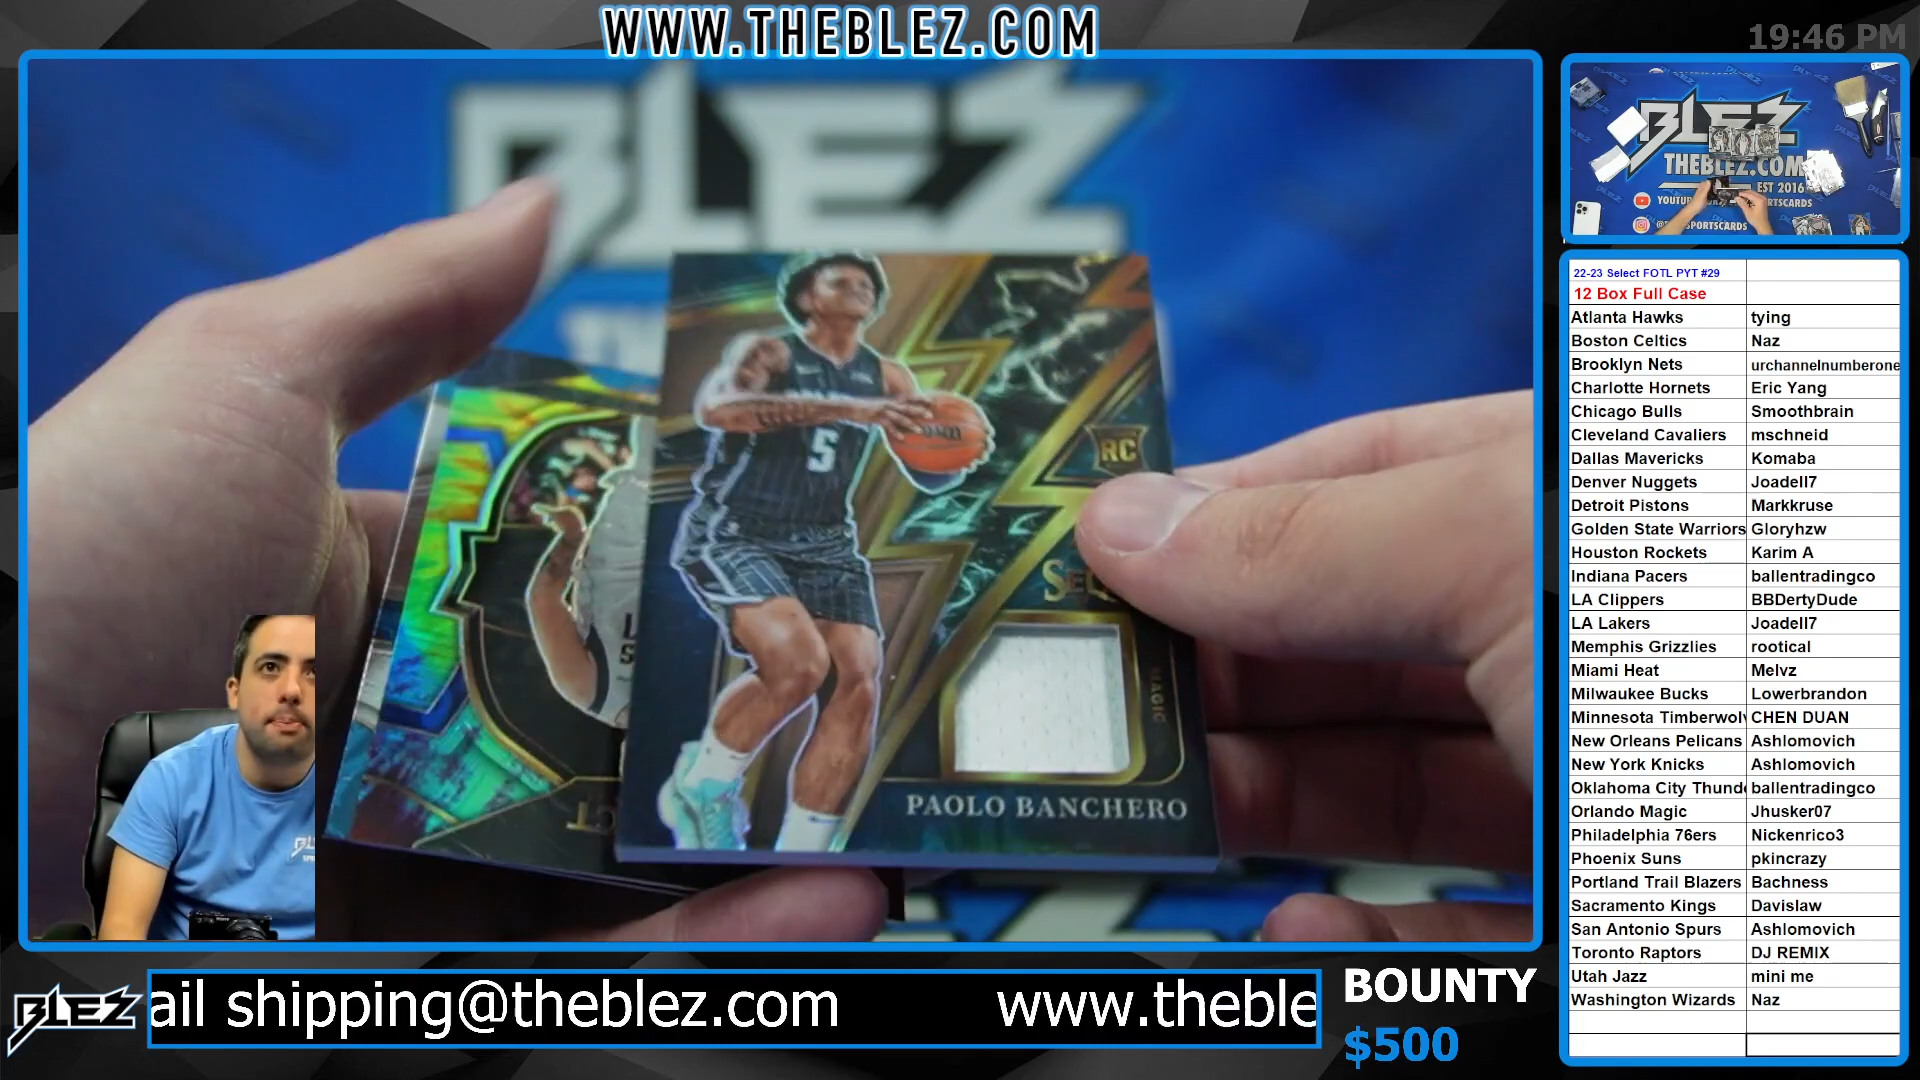 WWW.THEBLEZ.COM
19:46 PM
BLEZ
5
RC
MAGIC
PAOLO BANCHERO
BLEZ
THEBLEZ.COM
EST 2016
22-23 Select FOTL PYT #29
12 Box Full Case
Atlanta Hawks tying
Boston Celtics Naz
Brooklyn Nets urchannelnumberone
Charlotte Hornets Eric Yang
Chicago Bulls Smoothbrain
Cleveland Cavaliers mschneid
Dallas Mavericks Komaba
Denver Nuggets Joadell7
Detroit Pistons Markkruse
Golden State Warriors Gloryhzw
Houston Rockets Karim A
Indiana Pacers ballentradingco
LA Clippers BBDertyDude
LA Lakers Joadell7
Memphis Grizzlies rootical
Miami Heat Melvz
Milwaukee Bucks Lowerbrandon
Minnesota Timberwol CHEN DUAN
New Orleans Pelicans Ashlomovich
New York Knicks Ashlomovich
Oklahoma City Thund ballentradingco
Orlando Magic Jhusker07
Philadelphia 76ers Nickenrico3
Phoenix Suns pkincrazy
Portland Trail Blazers Bachness
Sacramento Kings Davislaw
San Antonio Spurs Ashlomovich
Toronto Raptors DJ REMIX
Utah Jazz mini me
Washington Wizards Naz
BLEZ
ail shipping@theblez.com www.theble
BOUNTY
$500